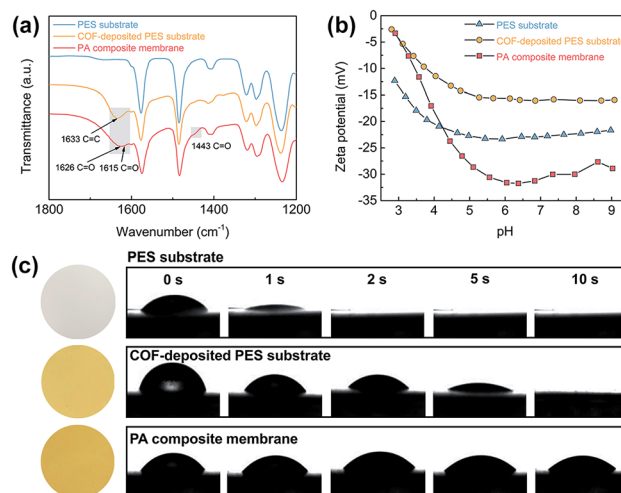 (a)
PES substrate
COF-deposited PES substrate
PA composite membrane
1633 C=C
1626 C=O
1615 C=O
1443 C=O
Transmittance (a.u.)
1800 1600 1400 1200
Wavenumber (cm⁻¹)
(b)
PES substrate
COF-deposited PES substrate
PA composite membrane
Zeta potential (mV)
0
-5
-10
-15
-20
-25
-30
-35
3 4 5 6 7 8 9
pH
(c)
PES substrate
0 s 1 s 2 s 5 s 10 s
COF-deposited PES substrate
PA composite membrane